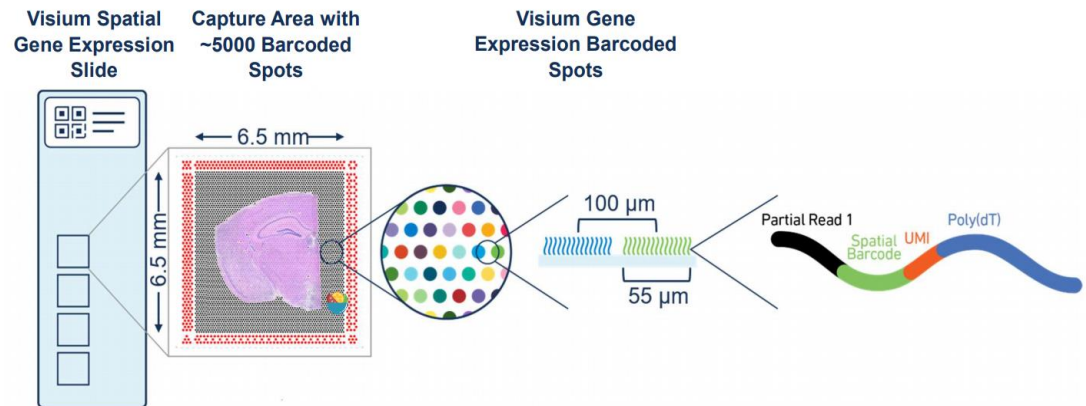 Visium Spatial
Gene Expression
Slide
Capture Area with
~5000 Barcoded
Spots
Visium Gene
Expression Barcoded
Spots
6.5 mm
6.5 mm
100 µm
55 µm
Partial Read 1
Spatial
Barcode
UMI
Poly(dT)